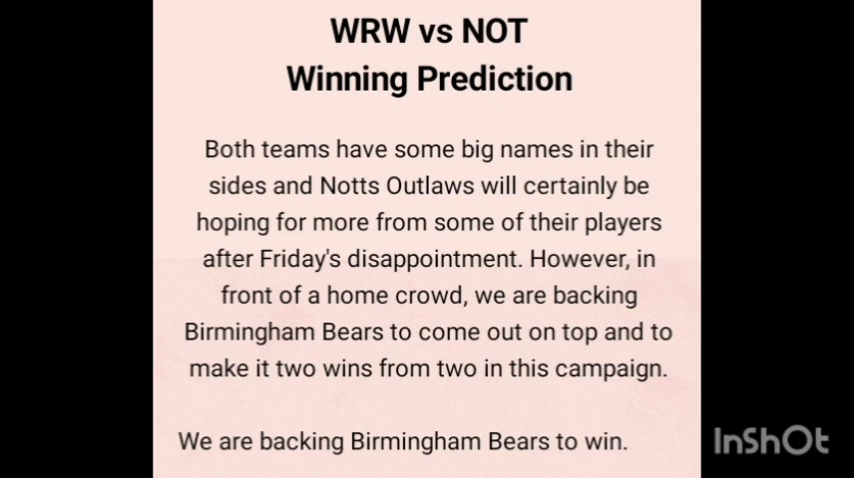 WRW vs NOT
Winning Prediction
Both teams have some big names in their
sides and Notts Outlaws will certainly be
hoping for more from some of their players
after Friday's disappointment. However, in
front of a home crowd, we are backing
Birmingham Bears to come out on top and to
make it two wins from two in this campaign.
We are backing Birmingham Bears to win.
InShOt